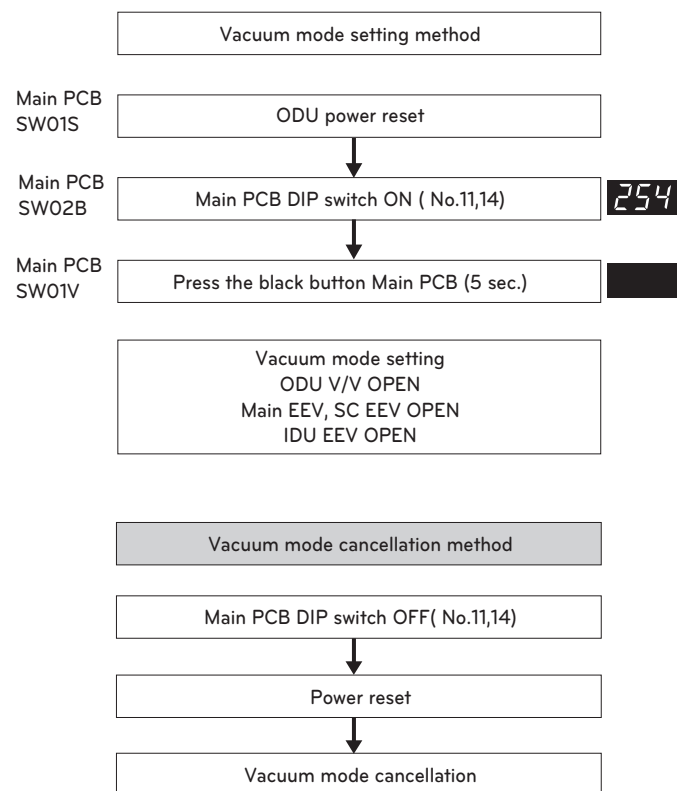 Vacuum mode setting method
Main PCB
SW01S
ODU power reset
Main PCB
SW02B
Main PCB DIP switch ON ( No.11,14)
254
Main PCB
SW01V
Press the black button Main PCB (5 sec.)
Vacuum mode setting
ODU V/V OPEN
Main EEV, SC EEV OPEN
IDU EEV OPEN
Vacuum mode cancellation method
Main PCB DIP switch OFF( No.11,14)
Power reset
Vacuum mode cancellation